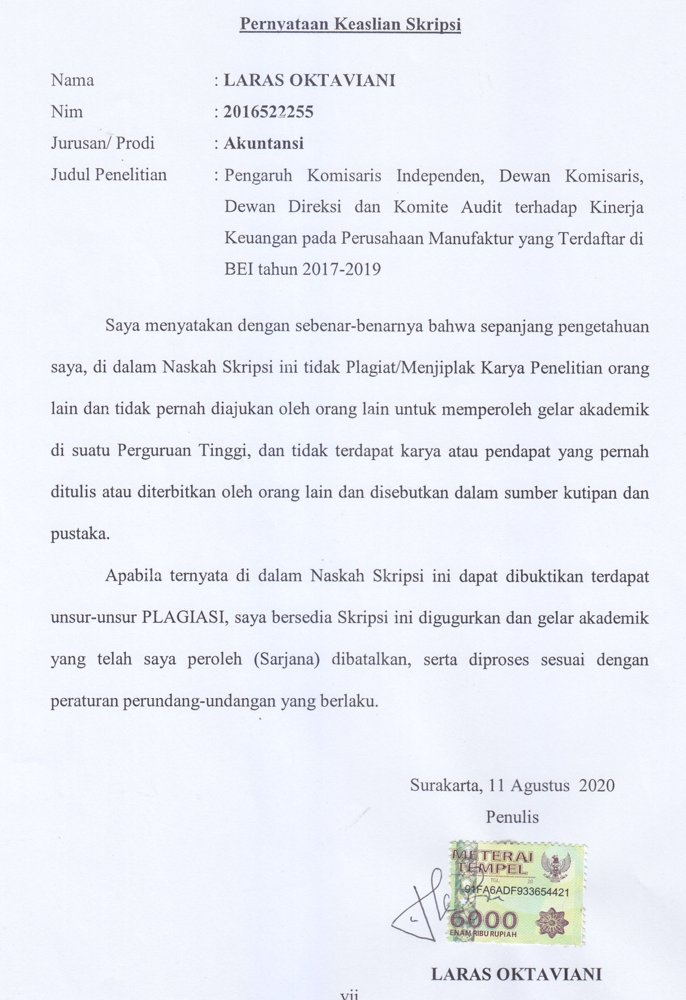 Pernyataan Keaslian Skripsi
Nama : LARAS OKTAVIANI
Nim : 2016522255
Jurusan/ Prodi : Akuntansi
Judul Penelitian : Pengaruh Komisaris Independen, Dewan Komisaris,
Dewan Direksi dan Komite Audit terhadap Kinerja
Keuangan pada Perusahaan Manufaktur yang Terdaftar di
BEI tahun 2017-2019
Saya menyatakan dengan sebenar-benarnya bahwa sepanjang pengetahuan
saya, di dalam Naskah Skripsi ini tidak Plagiat/Menjiplak Karya Penelitian orang
lain dan tidak pernah diajukan oleh orang lain untuk memperoleh gelar akademik
di suatu Perguruan Tinggi, dan tidak terdapat karya atau pendapat yang pernah
ditulis atau diterbitkan oleh orang lain dan disebutkan dalam sumber kutipan dan
pustaka.
Apabila ternyata di dalam Naskah Skripsi ini dapat dibuktikan terdapat
unsur-unsur PLAGIASI, saya bersedia Skripsi ini digugurkan dan gelar akademik
yang telah saya peroleh (Sarjana) dibatalkan, serta diproses sesuai dengan
peraturan perundang-undangan yang berlaku.
Surakarta, 11 Agustus 2020
Penulis
METERAI
TEMPEL
TGL 20
91FA6ADF933654421
6000
ENAM RIBU RUPIAH
LARAS OKTAVIANI
vii